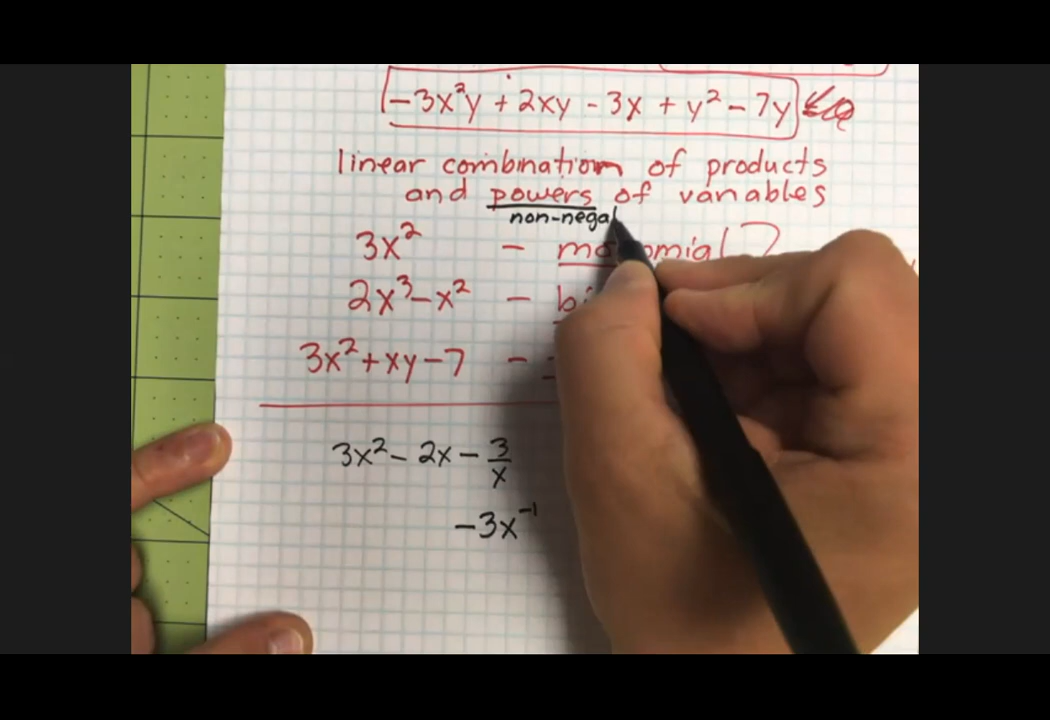 -3x²y + 2xy - 3x + y² - 7y
linear combination of products
and powers of variables
non-nega
3x² -
2x³-x² -
3x²+xy-7 -
3x² - 2x - 3/x
-3x⁻¹